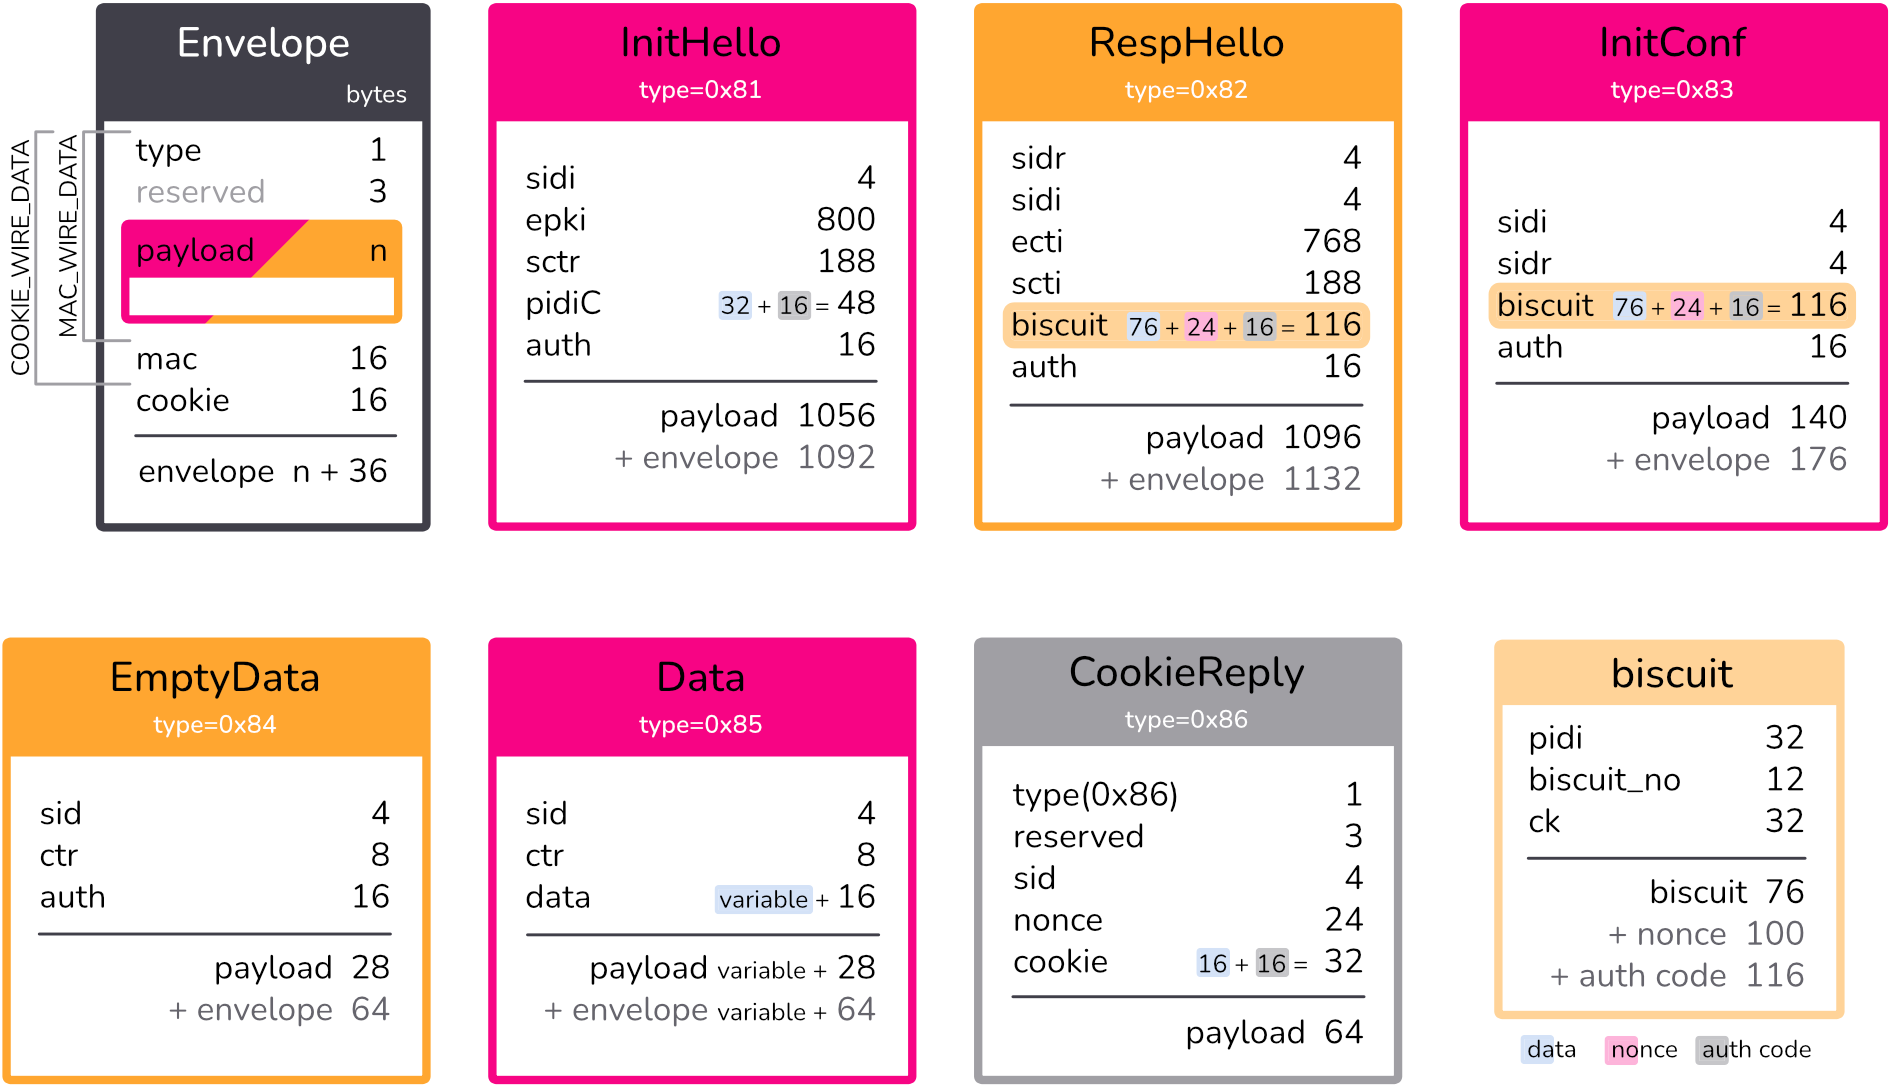 Envelope
bytes
COOKIE_WIRE_DATA
MAC_WIRE_DATA
type 1
reserved 3
payload n
mac 16
cookie 16
envelope n + 36
InitHello
type=0x81
sidi 4
epki 800
sctr 188
pidiC 32 + 16 = 48
auth 16
payload 1056
+ envelope 1092
RespHello
type=0x82
sidr 4
sidi 4
ecti 768
scti 188
biscuit 76 + 24 + 16 = 116
auth 16
payload 1096
+ envelope 1132
InitConf
type=0x83
sidi 4
sidr 4
biscuit 76 + 24 + 16 = 116
auth 16
payload 140
+ envelope 176
EmptyData
type=0x84
sid 4
ctr 8
auth 16
payload 28
+ envelope 64
Data
type=0x85
sid 4
ctr 8
data variable + 16
payload variable + 28
+ envelope variable + 64
CookieReply
type=0x86
type(0x86) 1
reserved 3
sid 4
nonce 24
cookie 16 + 16 = 32
payload 64
biscuit
pidi 32
biscuit_no 12
ck 32
biscuit 76
+ nonce 100
+ auth code 116
data nonce auth code